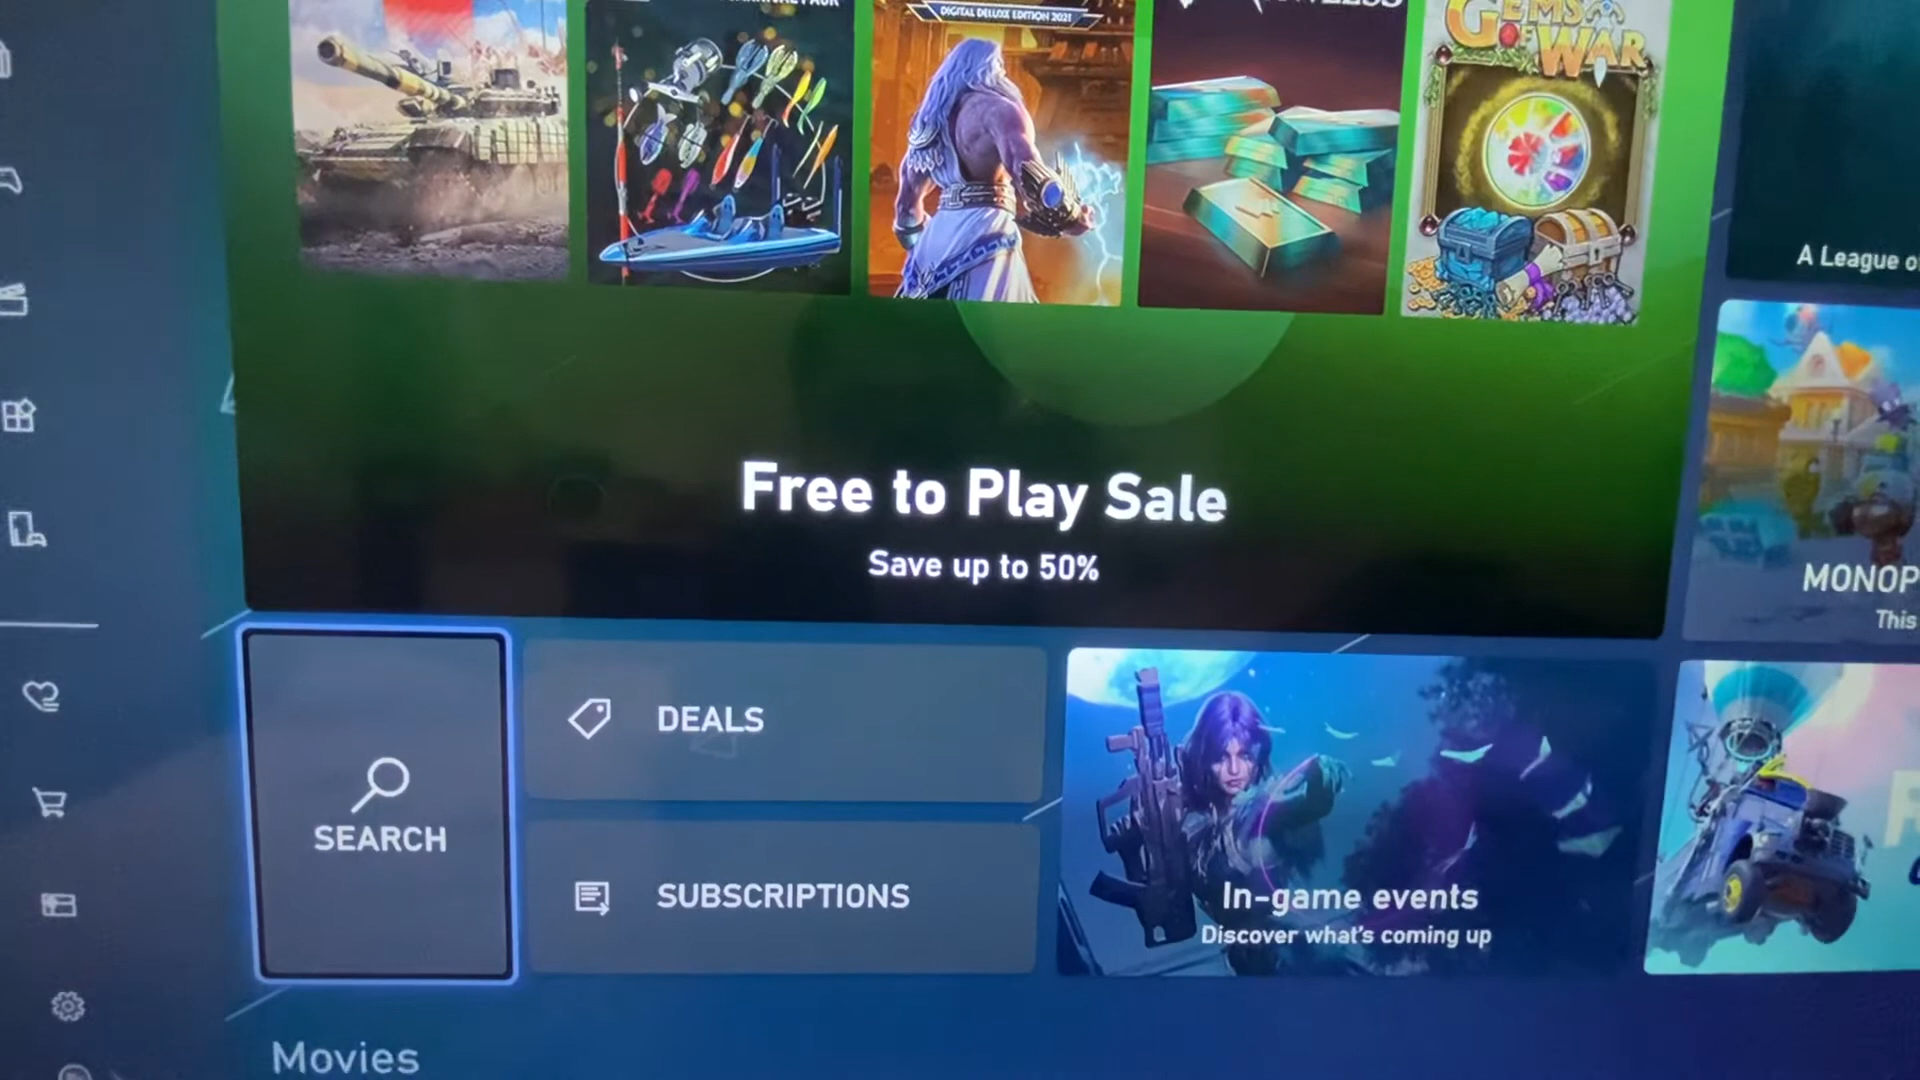 DIGITAL DELUXE EDITION 2021
GEMS
OF WAR
A League o
Free to Play Sale
Save up to 50%
MONOP
This
SEARCH
DEALS
SUBSCRIPTIONS
In-game events
Discover what's coming up
Movies